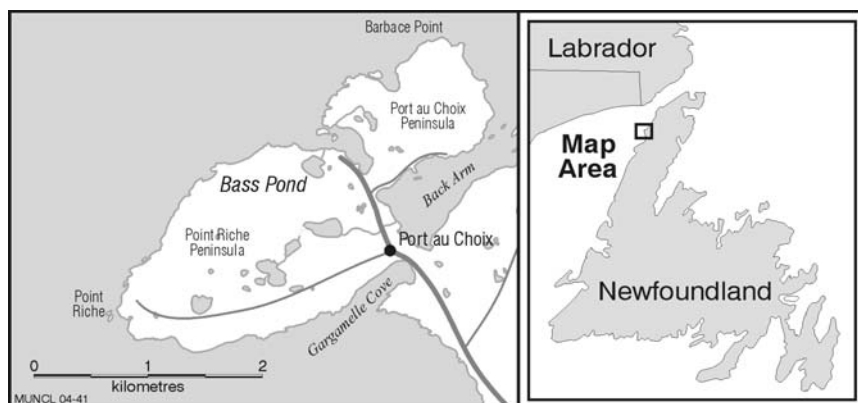 Barbace Point
Port au Choix
Peninsula
Bass Pond
Back Arm
Point Riche
Peninsula
Port au Choix
Point
Riche
Gargamelle Cove
0 1 2
kilometres
MUNCL 04-41
Labrador
Map
Area
Newfoundland